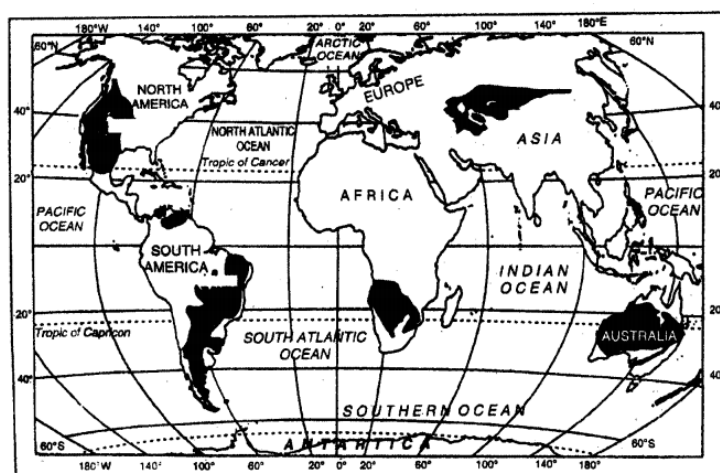 180°W 140° 100° 20° 0° 20° 60° 100° 140° 180°E
ARCTIC
OCEAN
60°N
60°N
NORTH
AMERICA
EUROPE
40°
40
NORTH ATLANTIC
OCEAN
ASIA
Tropic of Cancer
20°
20
AFRICA
PACIFIC
OCEAN
PACIFIC
OCEAN
0°
0°
SOUTH
AMERICA
INDIAN
OCEAN
20°
20
Tropic of Capricon
SOUTH ATLANTIC
OCEAN
AUSTRALIA
40°
40
SOUTHERN OCEAN
60°S
60°S
ANTARTICA
180°W 140° 100° 60° 20° 0° 20° 60° 100° 140° 180°E